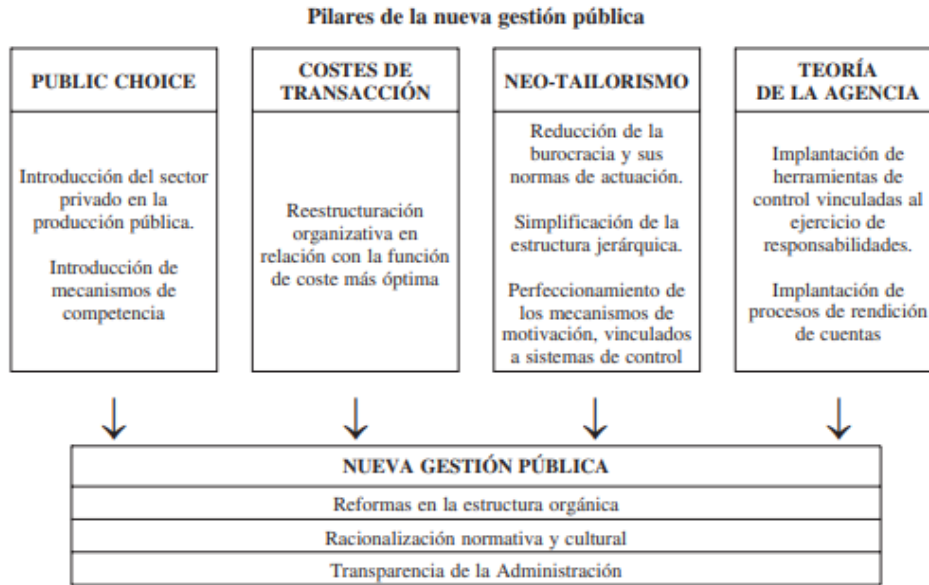 Pilares de la nueva gestión pública
PUBLIC CHOICE
Introducción del sector
privado en la
producción pública.
Introducción de
mecanismos de
competencia
COSTES DE
TRANSACCIÓN
Reestructuración
organizativa en
relación con la función
de coste más óptima
NEO-TAILORISMO
Reducción de la
burocracia y sus
normas de actuación.
Simplificación de la
estructura jerárquica.
Perfeccionamiento de
los mecanismos de
motivación, vinculados
a sistemas de control
TEORÍA
DE LA AGENCIA
Implantación de
herramientas de
control vinculadas al
ejercicio de
responsabilidades.
Implantación de
procesos de rendición
de cuentas
NUEVA GESTIÓN PÚBLICA
Reformas en la estructura orgánica
Racionalización normativa y cultural
Transparencia de la Administración